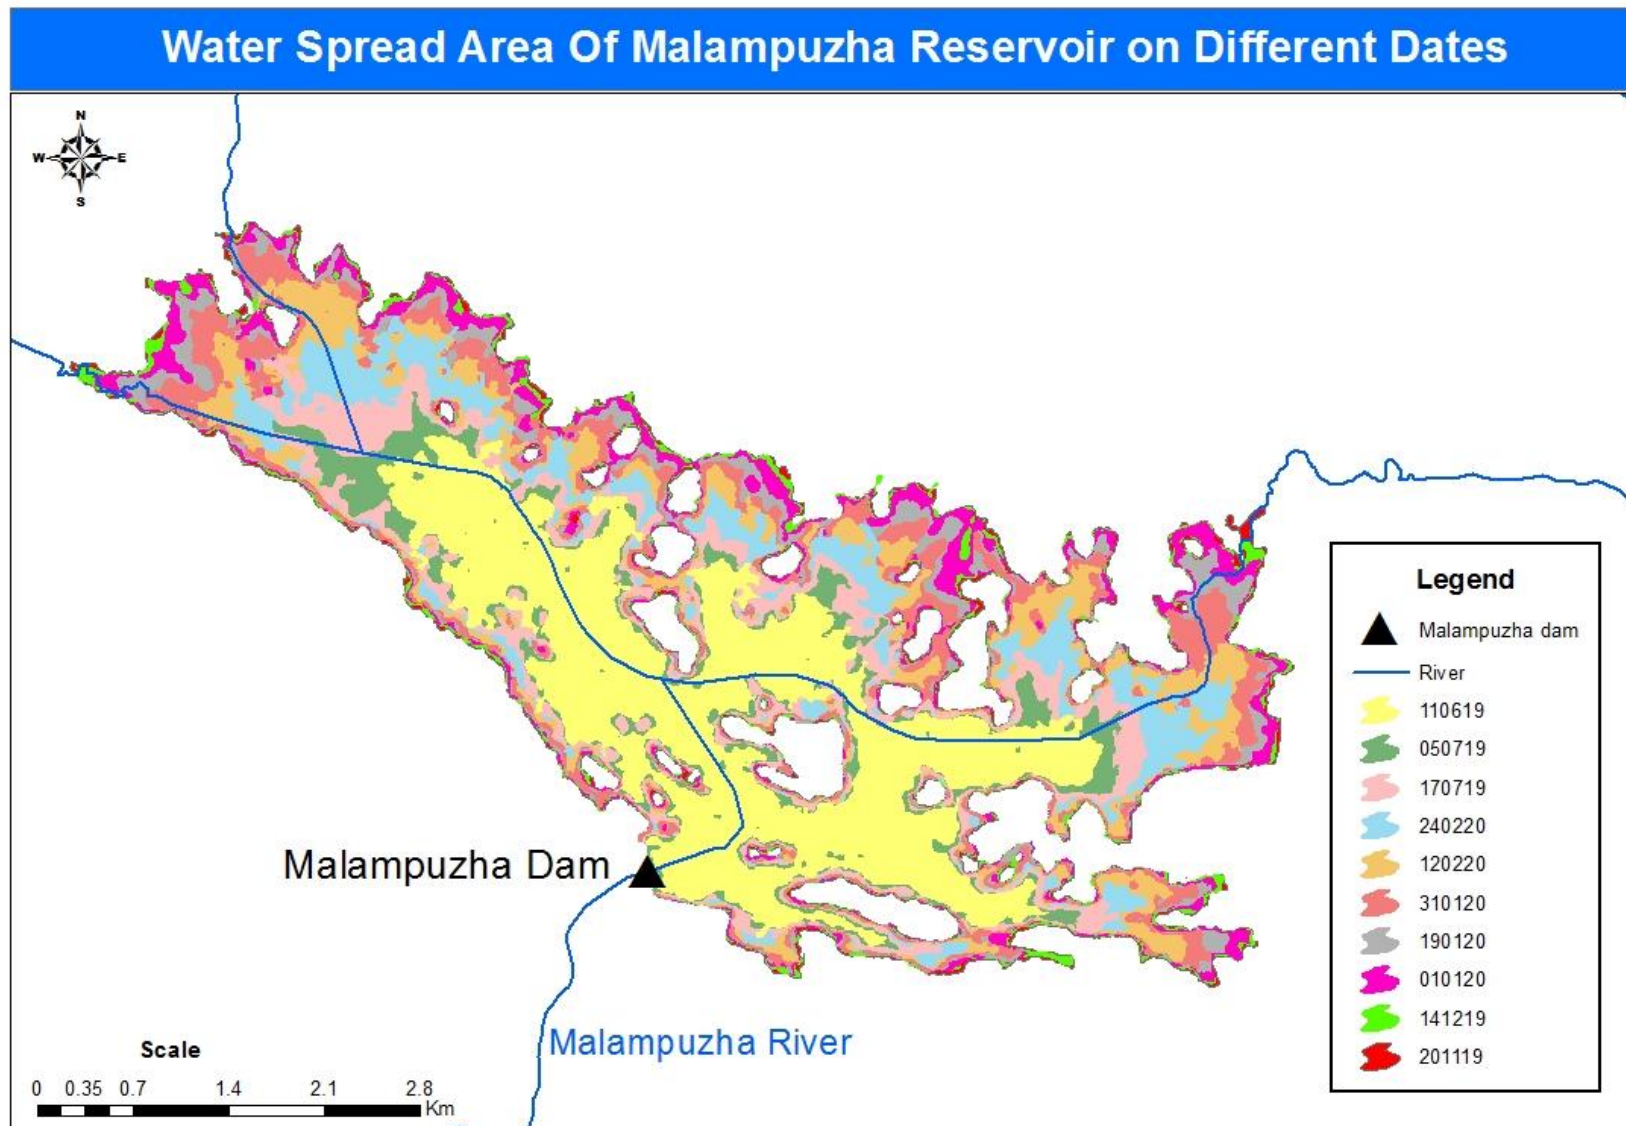 Water Spread Area Of Malampuzha Reservoir on Different Dates
N
W E
S
Malampuzha Dam
Malampuzha River
Scale
0 0.35 0.7 1.4 2.1 2.8
Km
Legend
Malampuzha dam
River
110619
050719
170719
240220
120220
310120
190120
010120
141219
201119